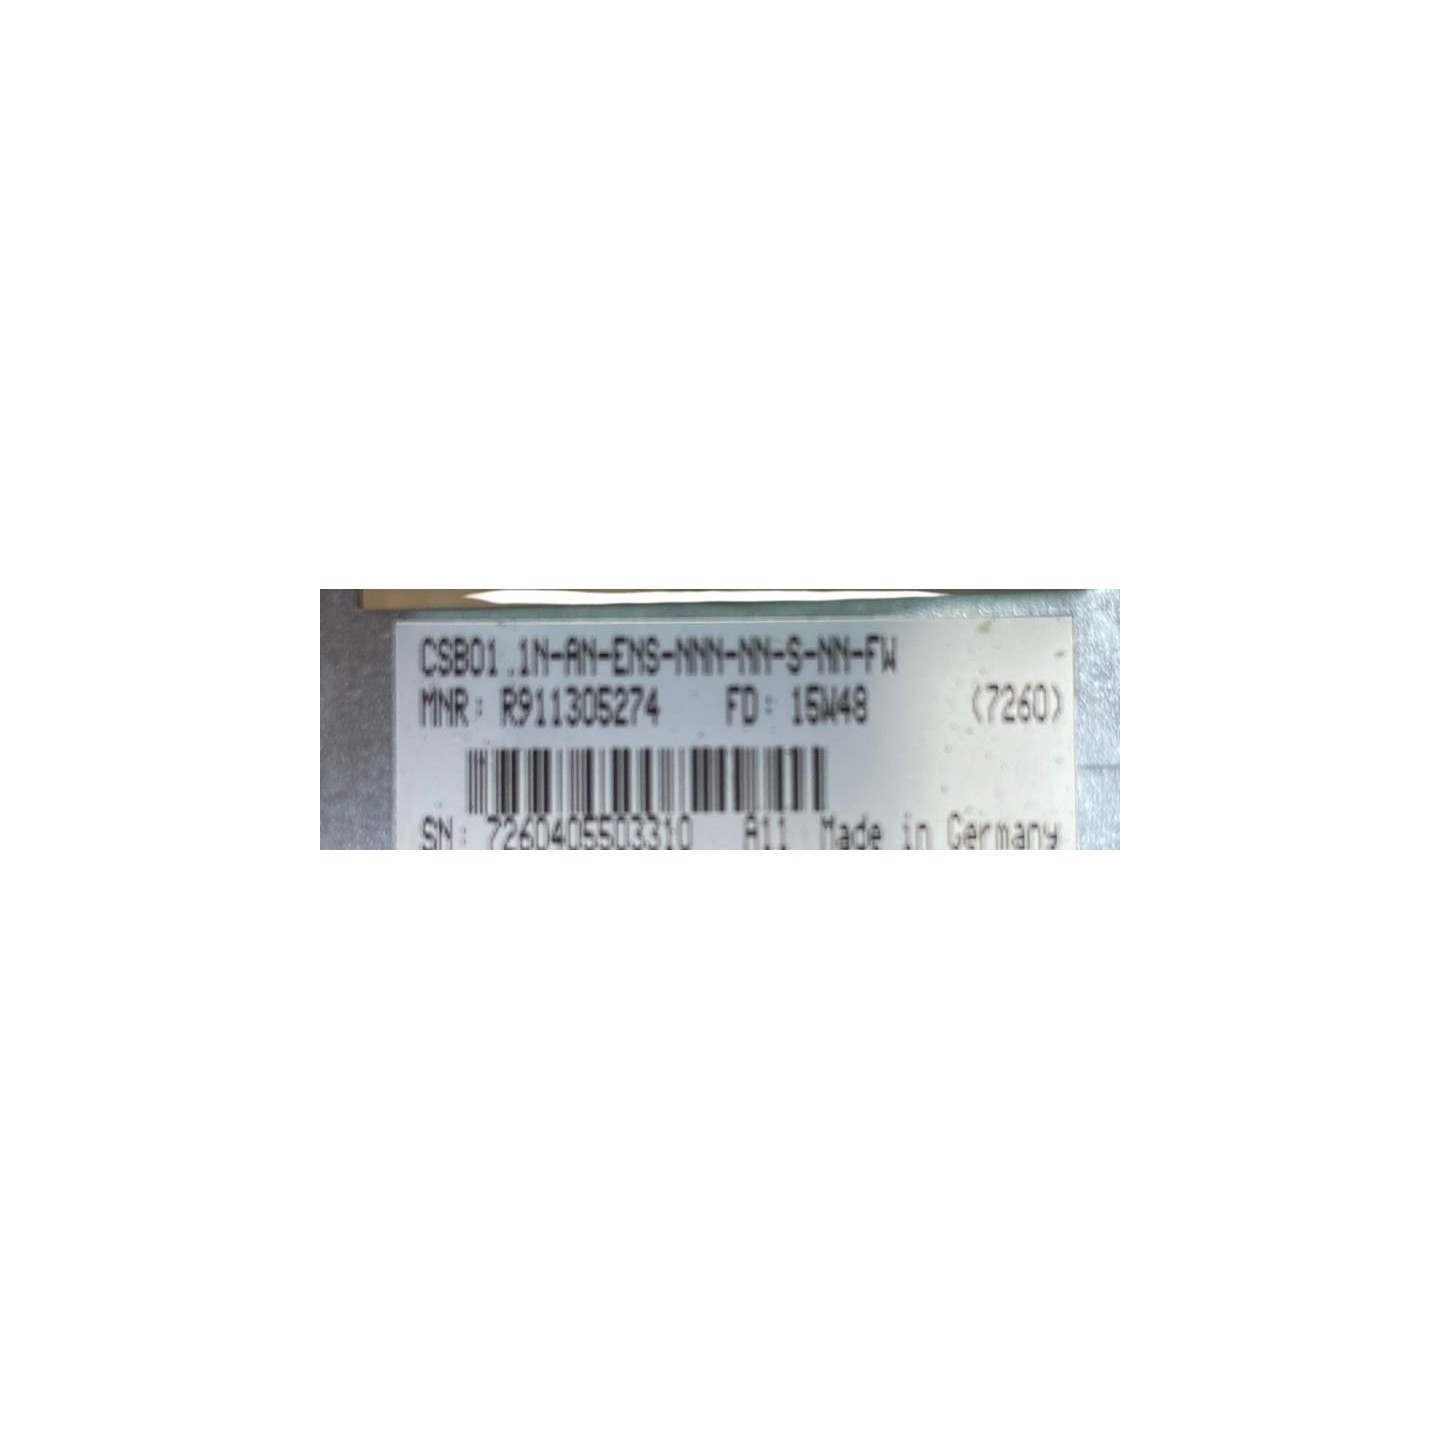 CSB01.1N-AN-ENS-NNN-NN-S-NN-FW
MNR: R911305274 FD: 15W48 (7260)
SN: 7260405503310 A11 Made in Germany